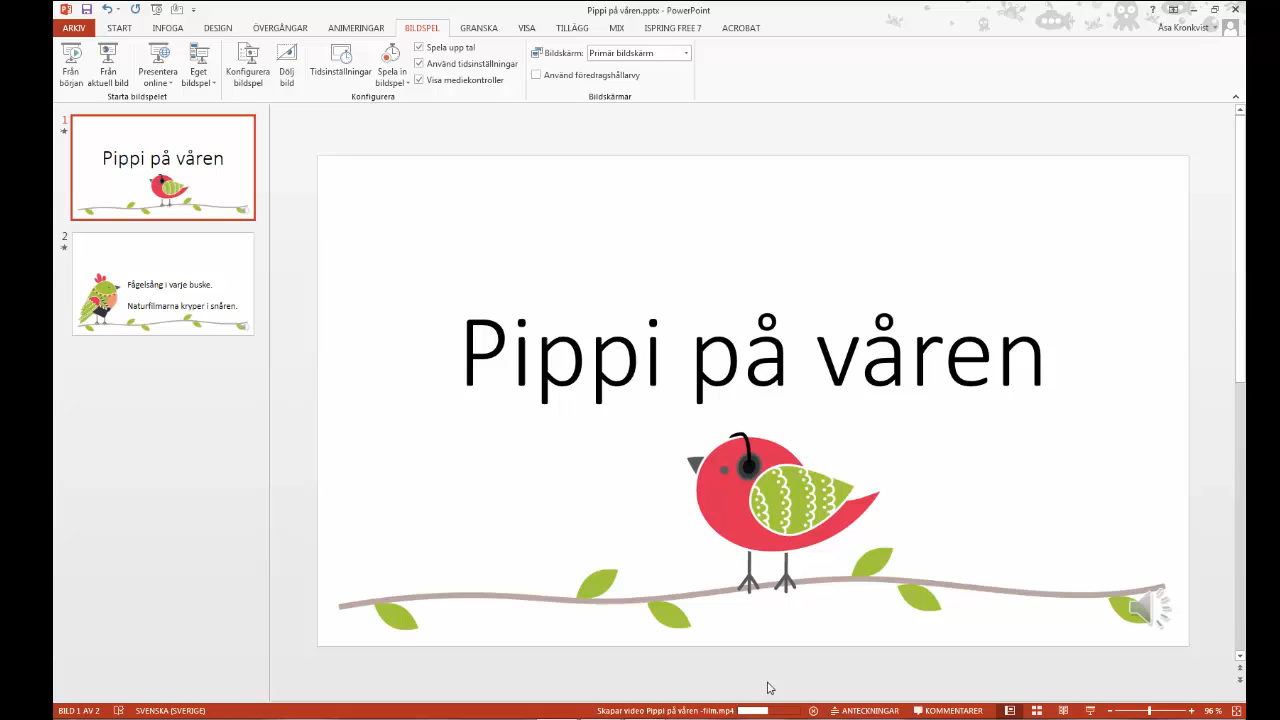 Pippi på våren.pptx - PowerPoint
?
ARKIV START INFOGA DESIGN ÖVERGÅNGAR ANIMERINGAR BILDSPEL GRANSKA VISA TILLÄGG MIX ISPRING FREE 7 ACROBAT Åsa Kronkvist
Från början
Från aktuell bild
Presentera online
Eget bildspel
Starta bildspelet
Konfigurera bildspel
Dölj bild
Tidsinställningar
Spela in bildspel
Spela upp tal
Använd tidsinställningar
Visa mediekontroller
Konfigurera
Bildskärm: Primär bildskärm
Använd föredragshållarvy
Bildskärmar
1
Pippi på våren
2
Fågelsång i varje buske.
Naturfilmarna kryper i snåren.
Pippi på våren
BILD 1 AV 2 SVENSKA (SVERIGE) Skapar video Pippi på våren -film.mp4 ANTECKNINGAR KOMMENTARER 96 %